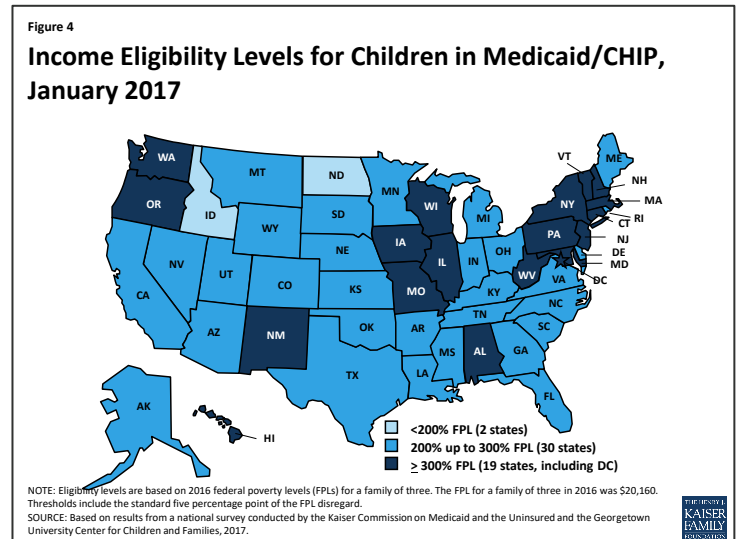 Figure 4
Income Eligibility Levels for Children in Medicaid/CHIP,
January 2017
WA
OR
MT
ID
ND
MN
WI
MI
VT
ME
NH
MA
NY
RI
CT
PA
NJ
DE
MD
DC
SD
WY
NE
IA
IL
IN
OH
WV
VA
KY
NC
TN
SC
NV
UT
CO
KS
MO
CA
AZ
NM
OK
AR
MS
AL
GA
LA
TX
FL
AK
HI
<200% FPL (2 states)
200% up to 300% FPL (30 states)
> 300% FPL (19 states, including DC)
NOTE: Eligibility levels are based on 2016 federal poverty levels (FPLs) for a family of three. The FPL for a family of three in 2016 was $20,160.
Thresholds include the standard five percentage point of the FPL disregard.
SOURCE: Based on results from a national survey conducted by the Kaiser Commission on Medicaid and the Uninsured and the Georgetown
University Center for Children and Families, 2017.
THE HENRY J.
KAISER
FAMILY
FOUNDATION